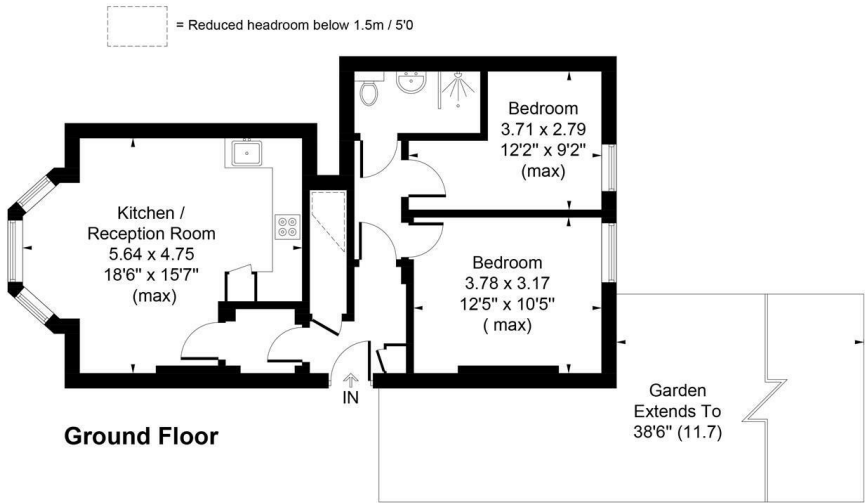 = Reduced headroom below 1.5m / 5'0
Bedroom
3.71 x 2.79
12'2" x 9'2"
(max)
Kitchen /
Reception Room
5.64 x 4.75
18'6" x 15'7"
(max)
Bedroom
3.78 x 3.17
12'5" x 10'5"
( max)
IN
Garden
Extends To
38'6" (11.7)
Ground Floor